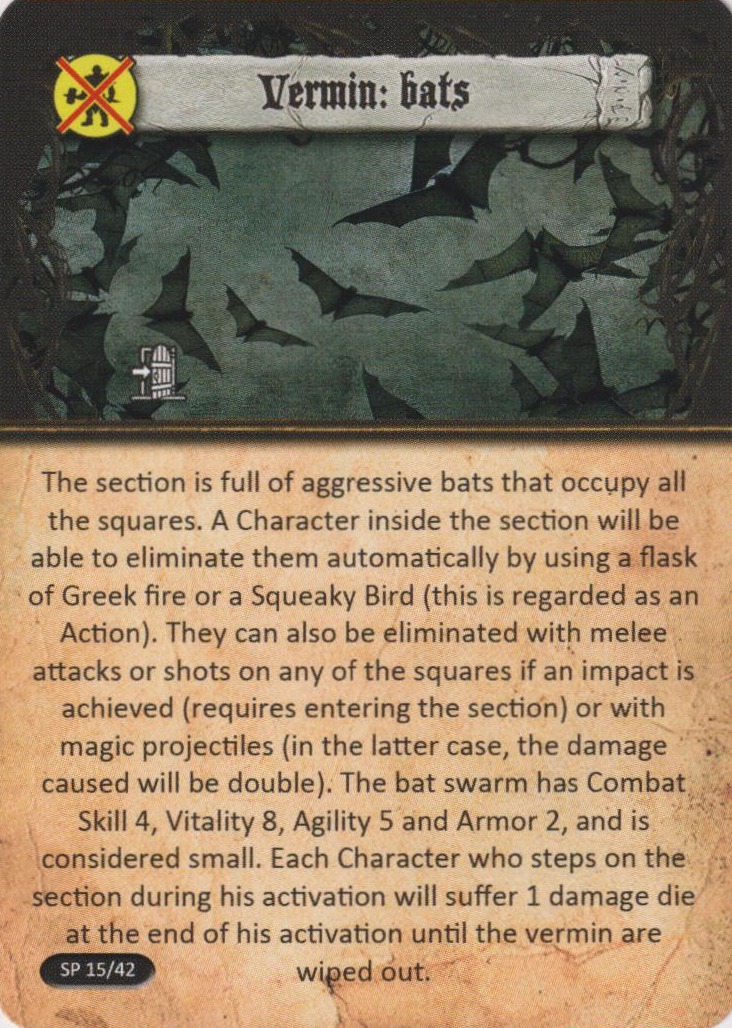 Vermin: bats
The section is full of aggressive bats that occupy all
the squares. A Character inside the section will be
able to eliminate them automatically by using a flask
of Greek fire or a Squeaky Bird (this is regarded as an
Action). They can also be eliminated with melee
attacks or shots on any of the squares if an impact is
achieved (requires entering the section) or with
magic projectiles (in the latter case, the damage
caused will be double). The bat swarm has Combat
Skill 4, Vitality 8, Agility 5 and Armor 2, and is
considered small. Each Character who steps on the
section during his activation will suffer 1 damage die
at the end of his activation until the vermin are
wiped out.
SP 15/42